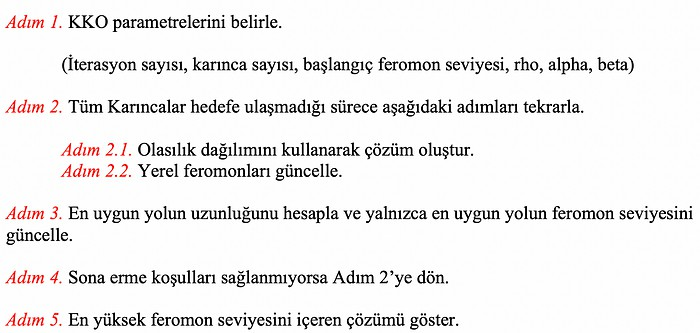 Adım 1. KKO parametrelerini belirle.
(İterasyon sayısı, karınca sayısı, başlangıç feromon seviyesi, rho, alpha, beta)
Adım 2. Tüm Karıncalar hedefe ulaşmadığı sürece aşağıdaki adımları tekrarla.
Adım 2.1. Olasılık dağılımını kullanarak çözüm oluştur.
Adım 2.2. Yerel feromonları güncelle.
Adım 3. En uygun yolun uzunluğunu hesapla ve yalnızca en uygun yolun feromon seviyesini
güncelle.
Adım 4. Sona erme koşulları sağlanmıyorsa Adım 2’ye dön.
Adım 5. En yüksek feromon seviyesini içeren çözümü göster.